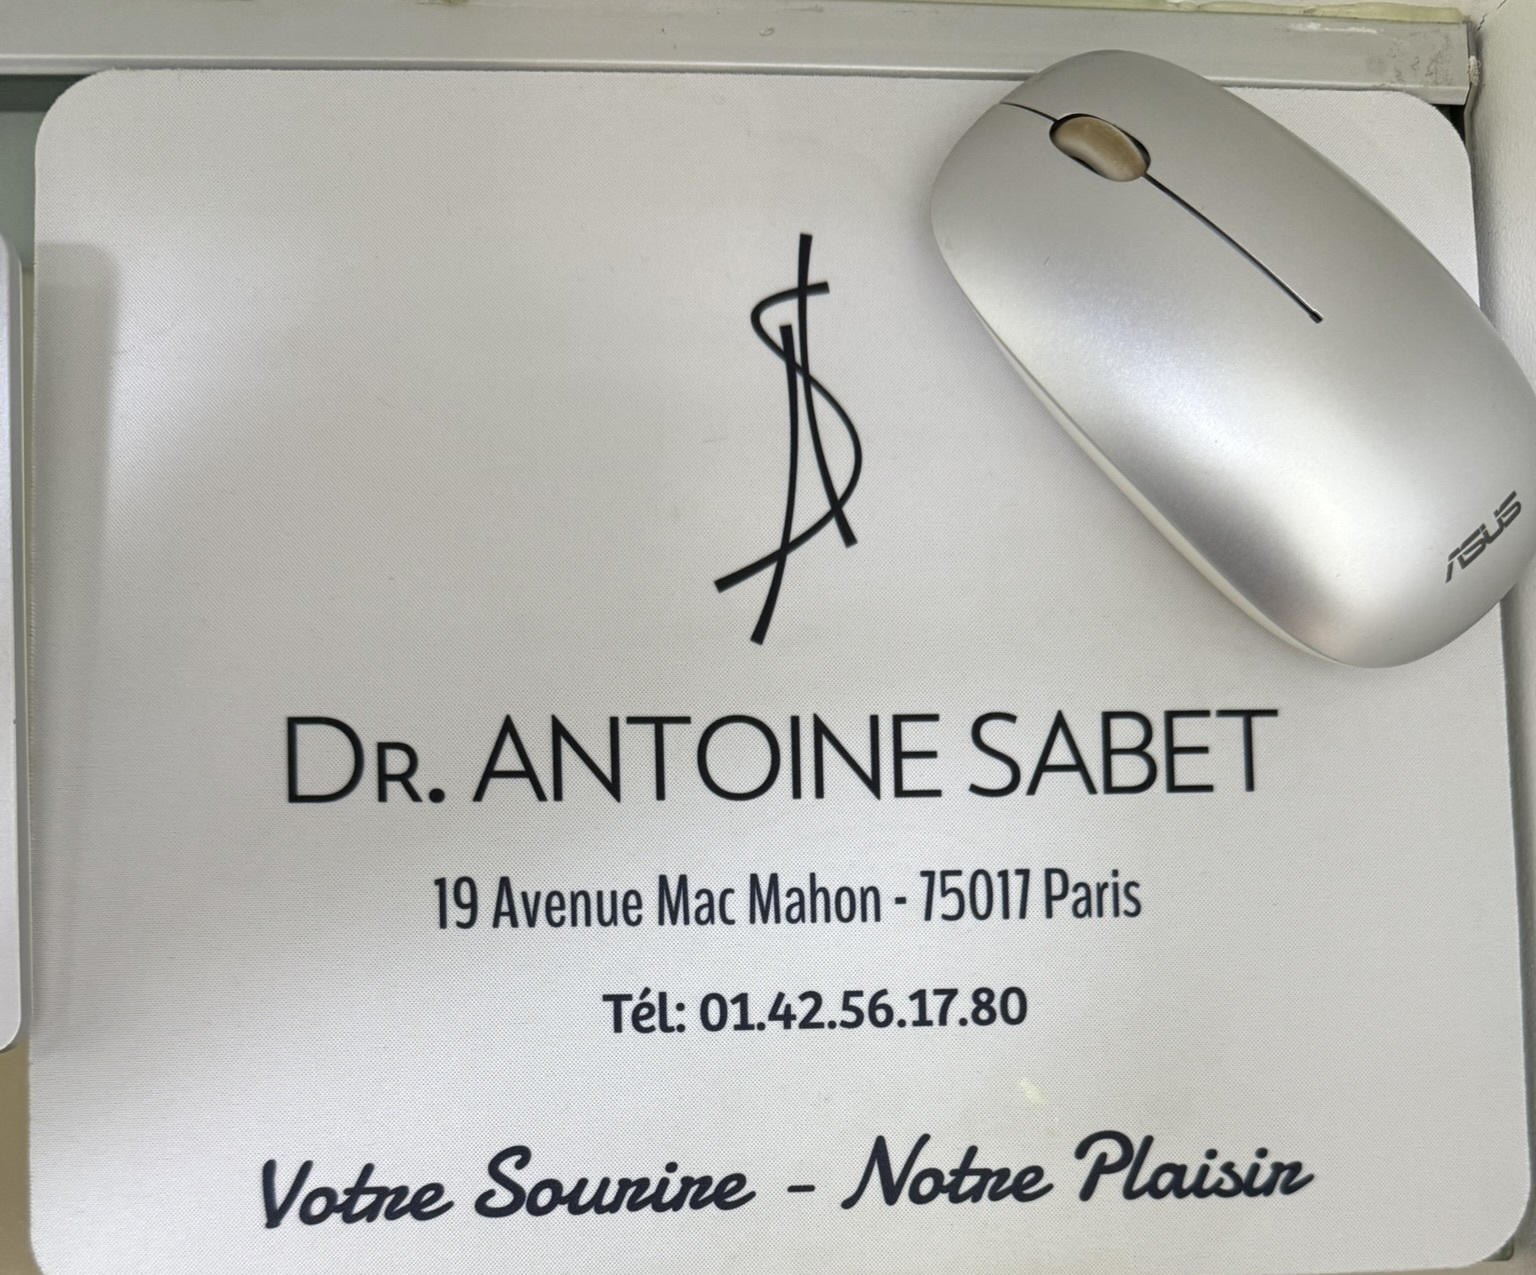 Dr. ANTOINE SABET
19 Avenue Mac Mahon - 75017 Paris
Tél: 01.42.56.17.80
Votre Sourire - Notre Plaisir
ASUS